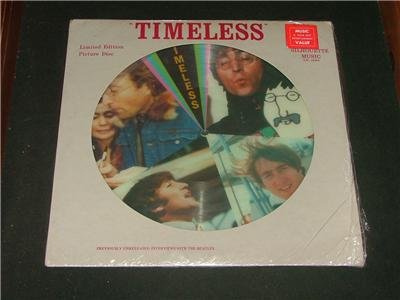 "TIMELESS"
Limited Edition
Picture Disc
TIMELESS
MUSIC
VALUE
SILHOUETTE
MUSIC
PREVIOUSLY UNRELEASED INTERVIEWS WITH THE BEATLES